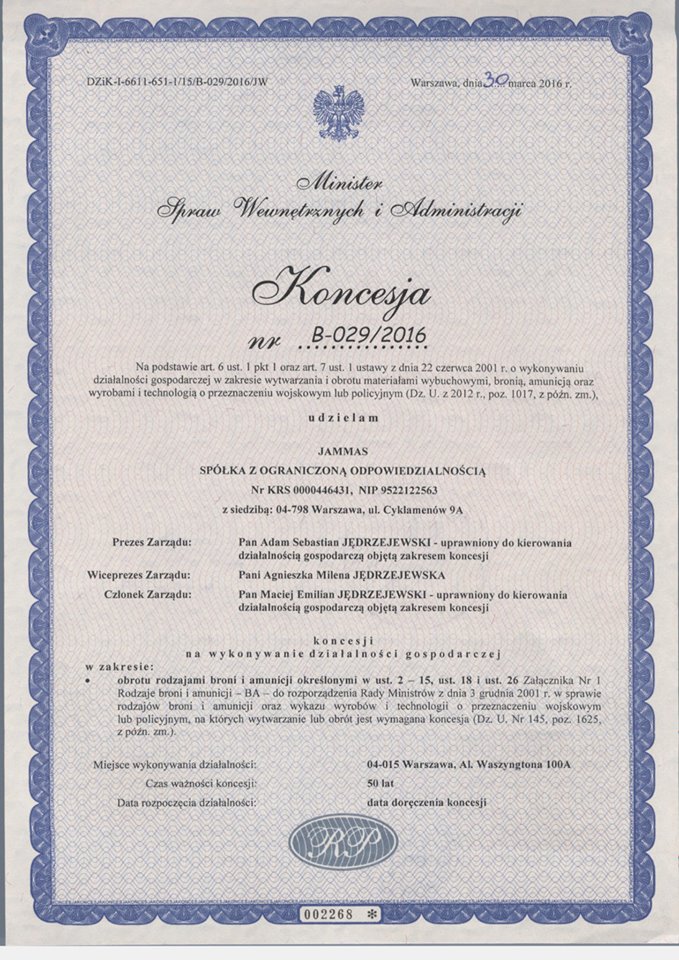 DZiK-I-6611-651-1/15/B-029/2016/JW
Warszawa, dnia 30 marca 2016 r.
Minister
Spraw Wewnętrznych i Administracji
Koncesja
nr B-029/2016
Na podstawie art. 6 ust. 1 pkt 1 oraz art. 7 ust. 1 ustawy z dnia 22 czerwca 2001 r. o wykonywaniu
działalności gospodarczej w zakresie wytwarzania i obrotu materiałami wybuchowymi, bronią, amunicją oraz
wyrobami i technologią o przeznaczeniu wojskowym lub policyjnym (Dz. U. z 2012 r., poz. 1017, z późn. zm.),
udzielam
JAMMAS
SPÓŁKA Z OGRANICZONĄ ODPOWIEDZIALNOŚCIĄ
Nr KRS 0000446431, NIP 9522122563
z siedzibą: 04-798 Warszawa, ul. Cyklamenów 9A
Prezes Zarządu: Pan Adam Sebastian JĘDRZEJEWSKI - uprawniony do kierowania
działalnością gospodarczą objętą zakresem koncesji
Wiceprezes Zarządu: Pani Agnieszka Milena JĘDRZEJEWSKA
Członek Zarządu: Pan Maciej Emilian JĘDRZEJEWSKI - uprawniony do kierowania
działalnością gospodarczą objętą zakresem koncesji
koncesji
na wykonywanie działalności gospodarczej
w zakresie:
• obrotu rodzajami broni i amunicji określonymi w ust. 2 – 15, ust. 18 i ust. 26 Załącznika Nr 1
Rodzaje broni i amunicji – BA – do rozporządzenia Rady Ministrów z dnia 3 grudnia 2001 r. w sprawie
rodzajów broni i amunicji oraz wykazu wyrobów i technologii o przeznaczeniu wojskowym
lub policyjnym, na których wytwarzanie lub obrót jest wymagana koncesja (Dz. U. Nr 145, poz. 1625,
z późn. zm.).
Miejsce wykonywania działalności: 04-015 Warszawa, Al. Waszyngtona 100A
Czas ważności koncesji: 50 lat
Data rozpoczęcia działalności: data doręczenia koncesji
RP
002268 *